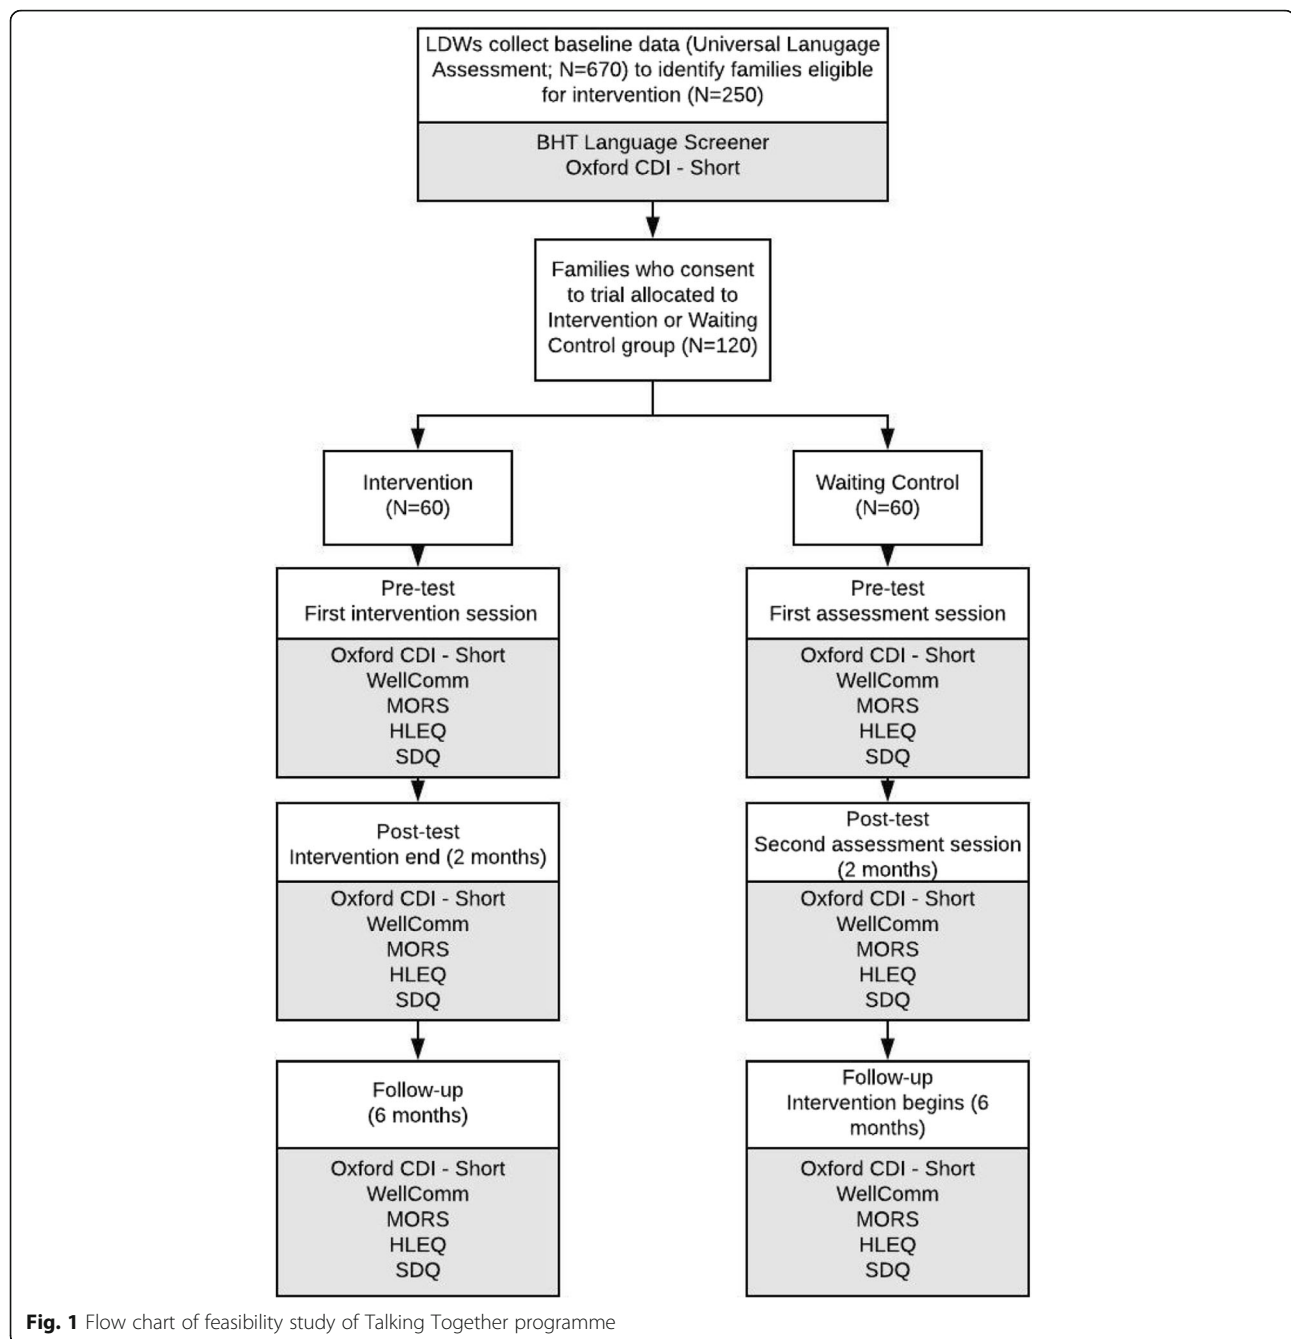 LDWs collect baseline data (Universal Lanugage
Assessment; N=670) to identify families eligible
for intervention (N=250)
BHT Language Screener
Oxford CDI - Short
Families who consent
to trial allocated to
Intervention or Waiting
Control group (N=120)
Intervention
(N=60)
Pre-test
First intervention session
Oxford CDI - Short
WellComm
MORS
HLEQ
SDQ
Post-test
Intervention end (2 months)
Oxford CDI - Short
WellComm
MORS
HLEQ
SDQ
Follow-up
(6 months)
Oxford CDI - Short
WellComm
MORS
HLEQ
SDQ
Waiting Control
(N=60)
Pre-test
First assessment session
Oxford CDI - Short
WellComm
MORS
HLEQ
SDQ
Post-test
Second assessment session
(2 months)
Oxford CDI - Short
WellComm
MORS
HLEQ
SDQ
Follow-up
Intervention begins (6
months)
Oxford CDI - Short
WellComm
MORS
HLEQ
SDQ
Fig. 1 Flow chart of feasibility study of Talking Together programme